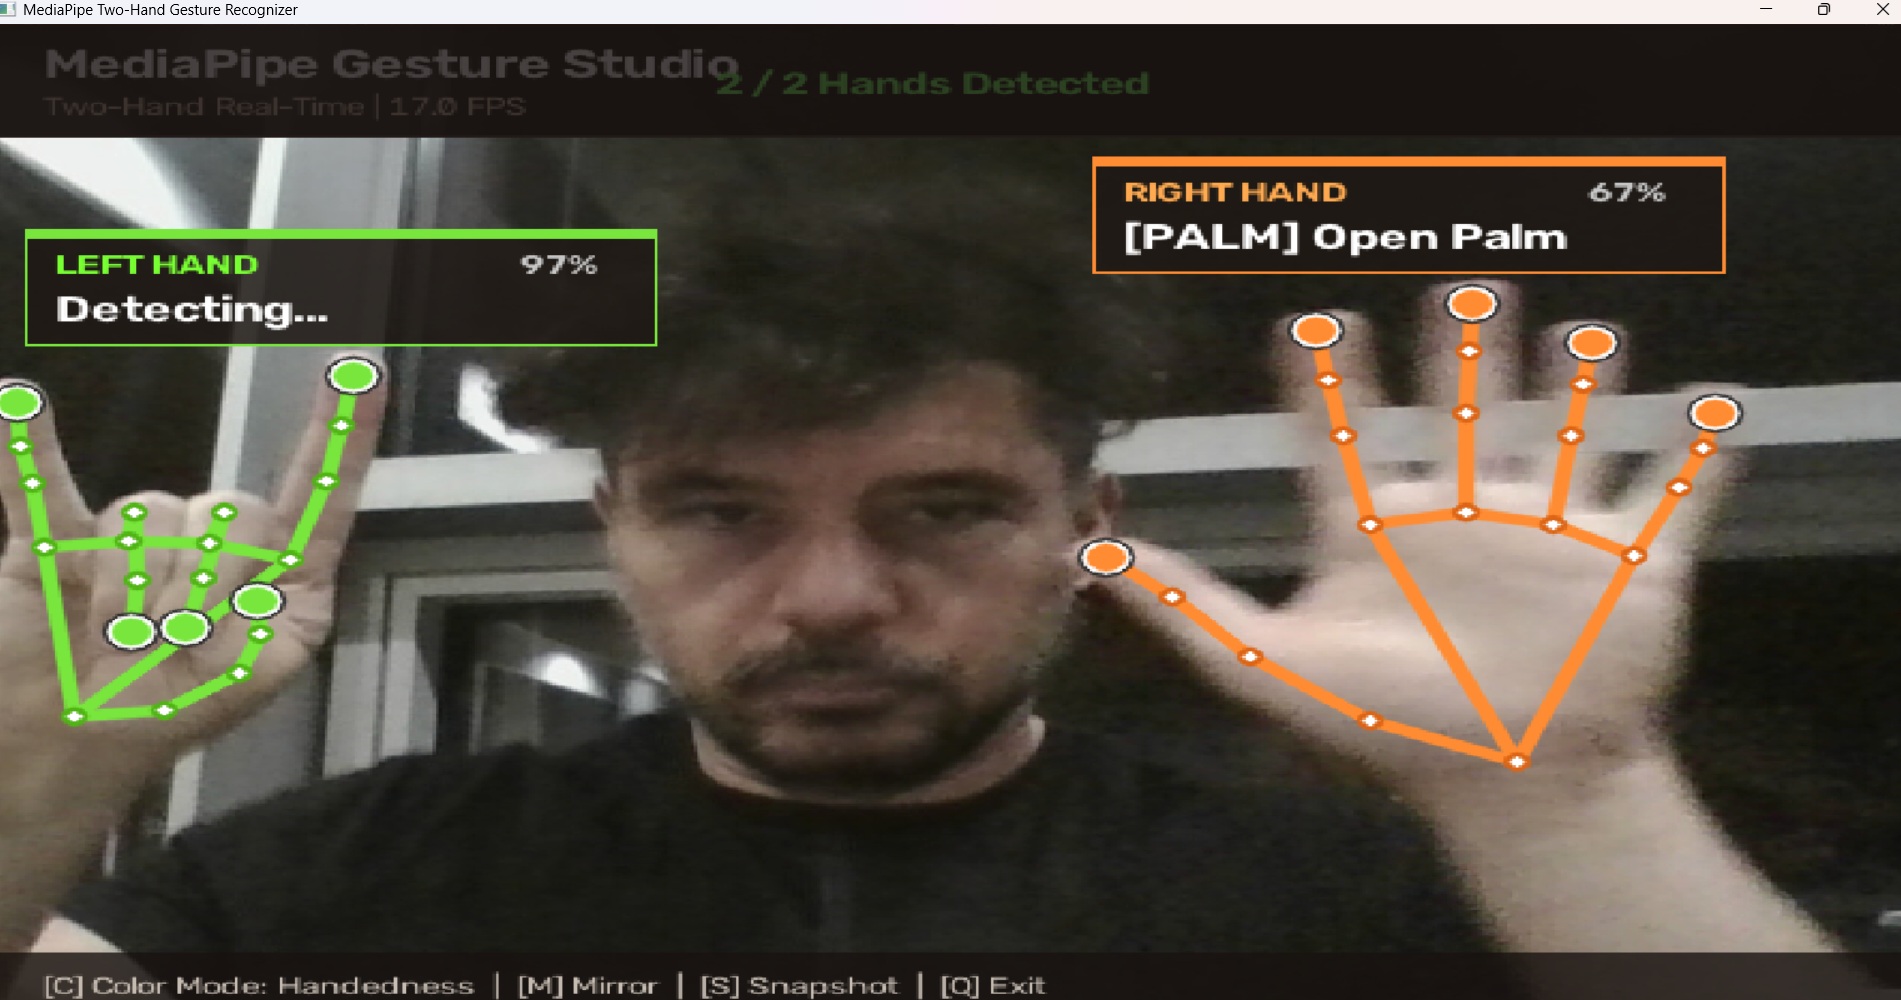 MediaPipe Two-Hand Gesture Recognizer
MediaPipe Gesture Studio
2 / 2 Hands Detected
Two-Hand Real-Time | 17.0 FPS
RIGHT HAND 67%
[PALM] Open Palm
LEFT HAND 97%
Detecting...
[C] Color Mode: Handedness | [M] Mirror | [S] Snapshot | [Q] Exit